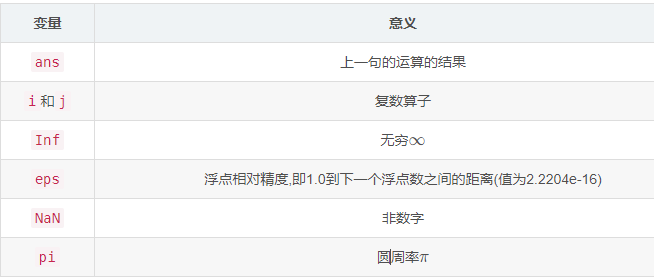 变量 意义
ans 上一句的运算的结果
i 和 j 复数算子
Inf 无穷∞
eps 浮点相对精度,即1.0到下一个浮点数之间的距离(值为2.2204e-16)
NaN 非数字
pi 圆周率π